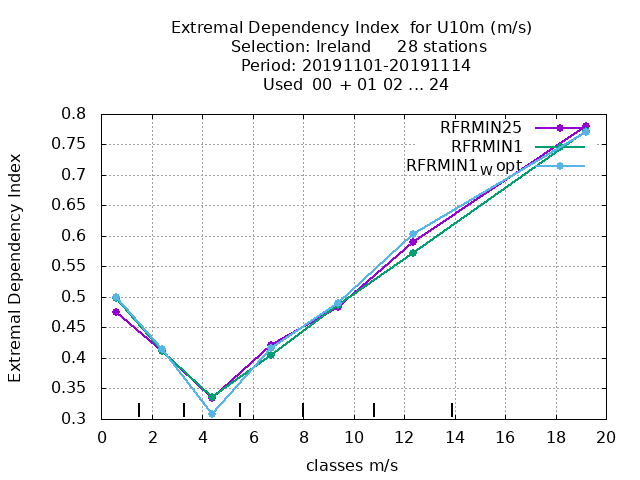 Extremal Dependency Index  for U10m (m/s)
Selection: Ireland     28 stations
Period: 20191101-20191114
Used  00  + 01 02 ... 24
Extremal Dependency Index
0.8
0.75
0.7
0.65
0.6
0.55
0.5
0.45
0.4
0.35
0.3
RFRMIN25
RFRMIN1
RFRMIN1W opt
0 2 4 6 8 10 12 14 16 18 20
classes m/s